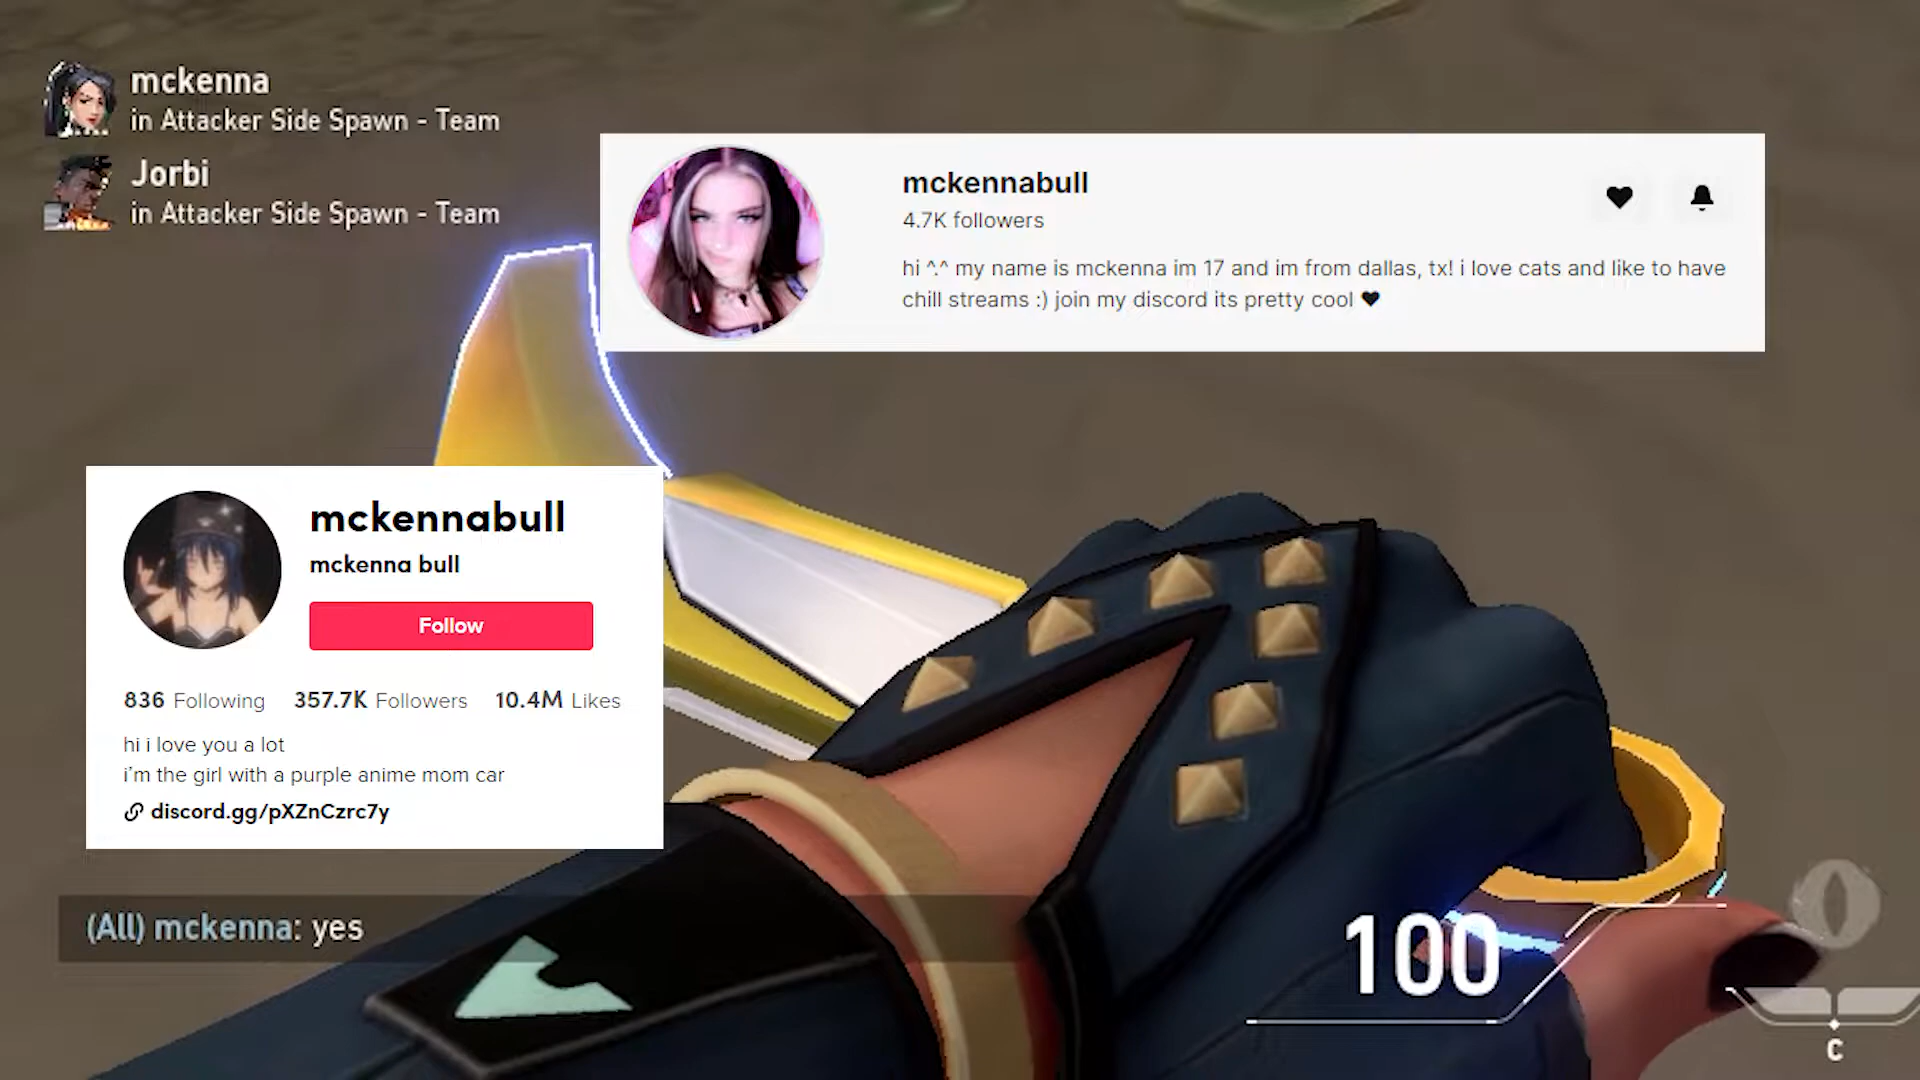 mckenna
in Attacker Side Spawn - Team
Jorbi
in Attacker Side Spawn - Team
mckennabull
4.7K followers
hi ^.^ my name is mckenna im 17 and im from dallas, tx! i love cats and like to have
chill streams :) join my discord its pretty cool ♥
mckennabull
mckenna bull
Follow
836 Following 357.7K Followers 10.4M Likes
hi i love you a lot
i'm the girl with a purple anime mom car
discord.gg/pXZnCzrc7y
(All) mckenna: yes
100
C